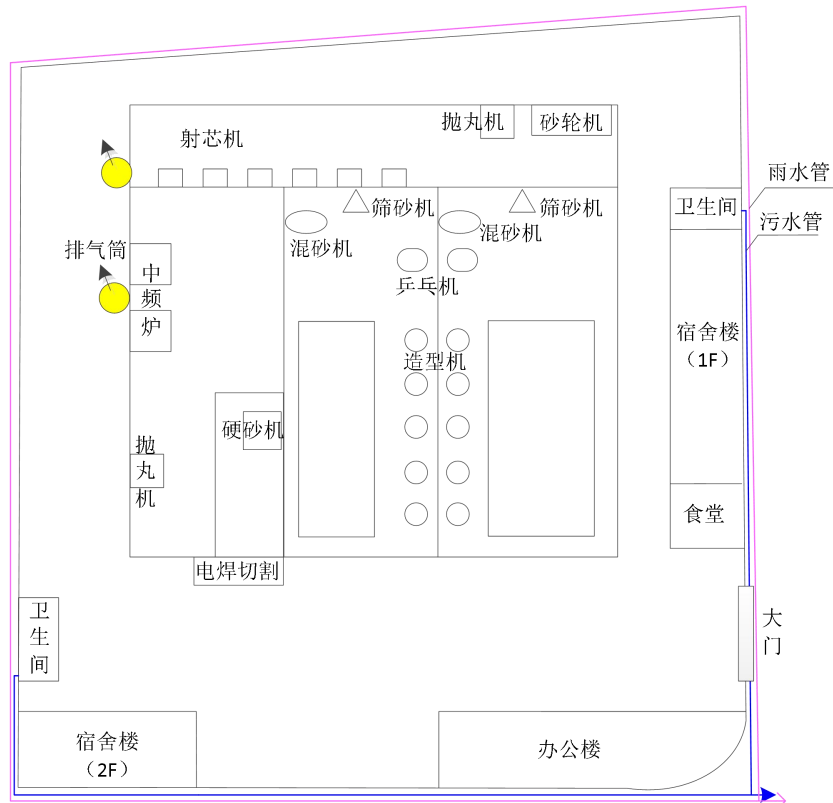 抛丸机
砂轮机
射芯机
雨水管
卫生间
筛砂机
筛砂机
污水管
混砂机
混砂机
排气筒
中
频
炉
乒乓机
宿舍楼
（1F）
造型机
硬砂机
抛
丸
机
食堂
电焊切割
卫
生
间
大
门
宿舍楼
（2F）
办公楼